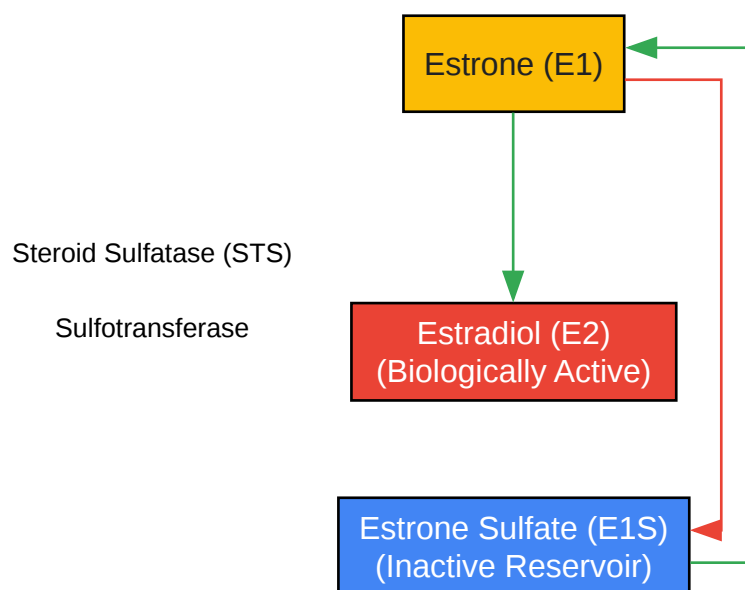 Estrone (E1)
Steroid Sulfatase (STS)
Sulfotransferase
Estradiol (E2)
(Biologically Active)
Estrone Sulfate (E1S)
(Inactive Reservoir)